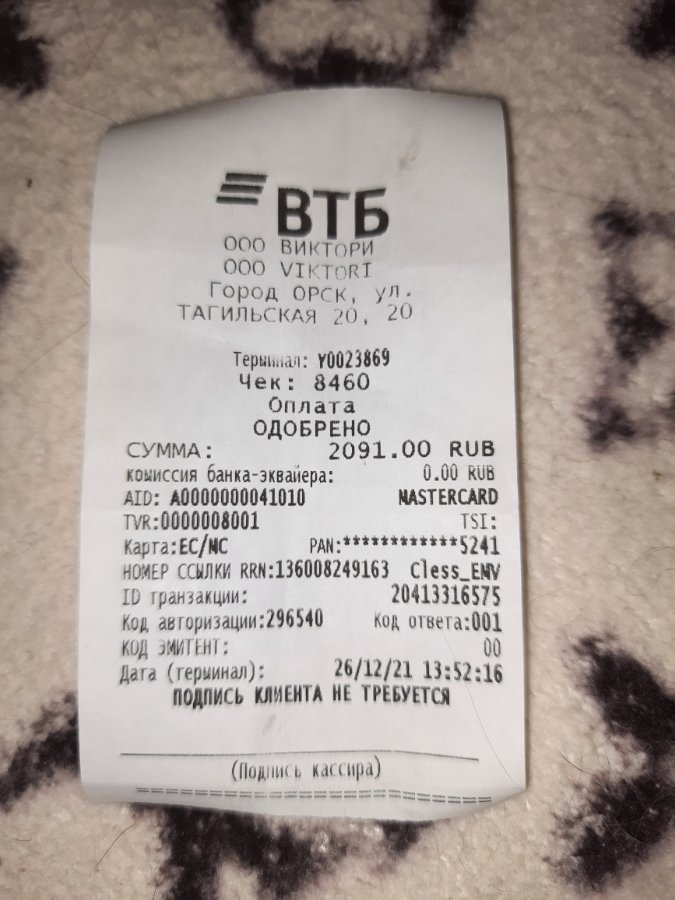 ВТБ
ООО ВИКТОРИ
ООО VIKTORI
Город ОРСК, ул.
ТАГИЛЬСКАЯ 20, 20
Терминал: Y0023869
Чек: 8460
Оплата
ОДОБРЕНО
СУММА: 2091.00 RUB
комиссия банка-эквайера: 0.00 RUB
AID: A0000000041010 MASTERCARD
TVR:0000008001 TSI:
Карта:EC/MC PAN:************5241
НОМЕР ССЫЛКИ RRN:136008249163 Cless_EMV
ID транзакции: 20413316575
Код авторизации:296540 Код ответа:001
КОД ЭМИТЕНТ: 00
Дата (терминал): 26/12/21 13:52:16
ПОДПИСЬ КЛИЕНТА НЕ ТРЕБУЕТСЯ
(Подпись кассира)